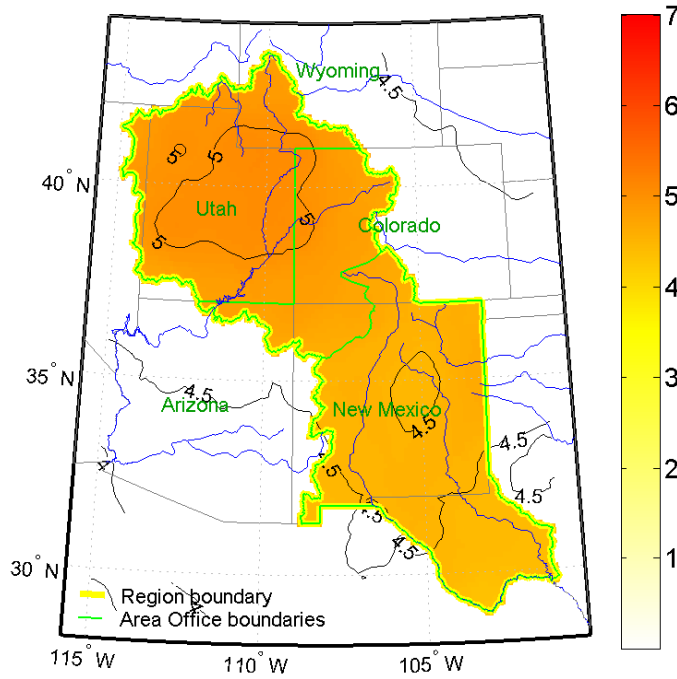 7
6
5
4
3
2
1
Wyoming
4.5
5
5
5
5
Utah
Colorado
4.5
Arizona
New Mexico
4.5
4.5
4.5
4
4.5
40° N
35° N
30° N
Region boundary
Area Office boundaries
115° W
110° W
105° W